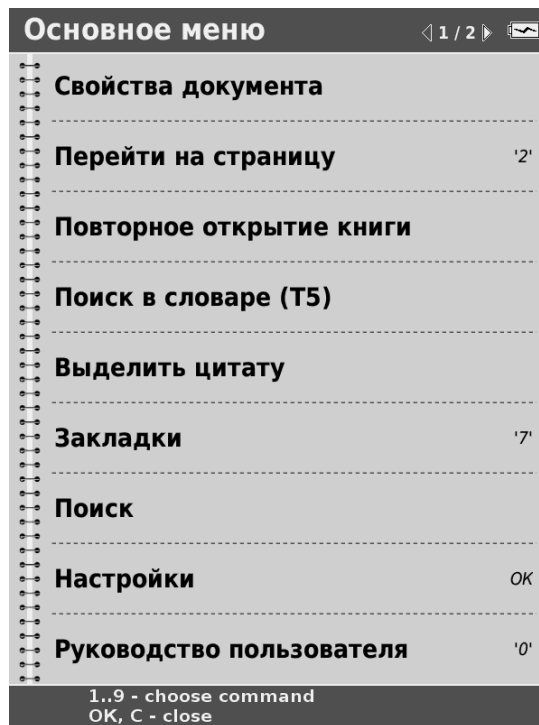 Основное меню 1 / 2
Свойства документа
Перейти на страницу '2'
Повторное открытие книги
Поиск в словаре (T5)
Выделить цитату
Закладки '7'
Поиск
Настройки OK
Руководство пользователя '0'
1..9 - choose command
OK, C - close